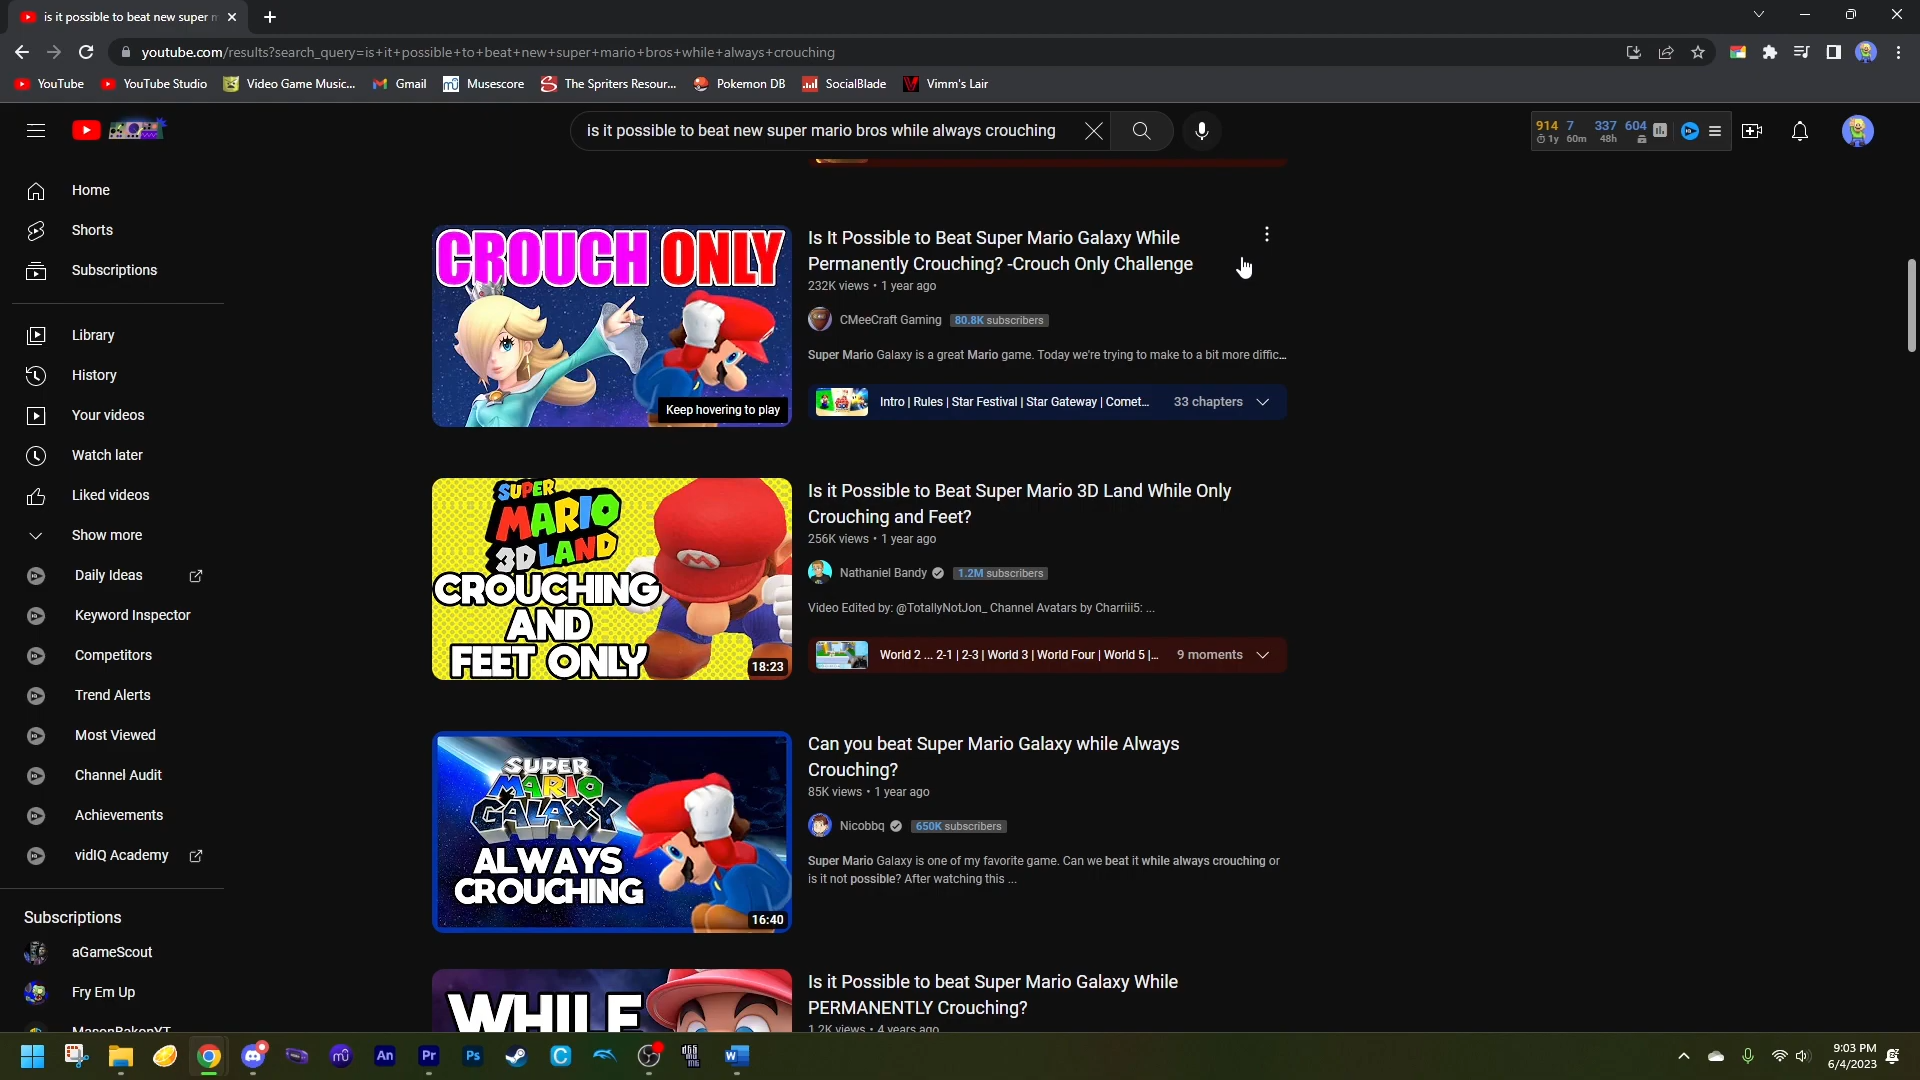 is it possible to beat new super m
youtube.com/results?search_query=is+it+possible+to+beat+new+super+mario+bros+while+always+crouching
YouTube YouTube Studio Video Game Music... Gmail Musescore The Spriters Resour... Pokemon DB SocialBlade Vimm's Lair
is it possible to beat new super mario bros while always crouching
914 7 337 604
1y 60m 48h
Home
Shorts
Subscriptions
Library
History
Your videos
Watch later
Liked videos
Show more
Daily Ideas
Keyword Inspector
Competitors
Trend Alerts
Most Viewed
Channel Audit
Achievements
vidIQ Academy
Subscriptions
aGameScout
Fry Em Up
MasonBakonYT
CROUCH ONLY
Keep hovering to play
Is It Possible to Beat Super Mario Galaxy While
Permanently Crouching? -Crouch Only Challenge
232K views • 1 year ago
CMeeCraft Gaming 80.8K subscribers
Super Mario Galaxy is a great Mario game. Today we're trying to make to a bit more diffic...
Intro | Rules | Star Festival | Star Gateway | Comet... 33 chapters
SUPER
MARIO
3D LAND
CROUCHING
AND
FEET ONLY
18:23
Is it Possible to Beat Super Mario 3D Land While Only
Crouching and Feet?
256K views • 1 year ago
Nathaniel Bandy 1.2M subscribers
Video Edited by: @TotallyNotJon_ Channel Avatars by Charriii5: ...
World 2 ... 2-1 | 2-3 | World 3 | World Four | World 5 |... 9 moments
SUPER
MARIO
GALAXY
ALWAYS
CROUCHING
16:40
Can you beat Super Mario Galaxy while Always
Crouching?
85K views • 1 year ago
Nicobbq 650K subscribers
Super Mario Galaxy is one of my favorite game. Can we beat it while always crouching or
is it not possible? After watching this ...
WHILE
Is it Possible to beat Super Mario Galaxy While
PERMANENTLY Crouching?
1.2K views • 4 years ago
An Pr Ps C W
9:03 PM
6/4/2023